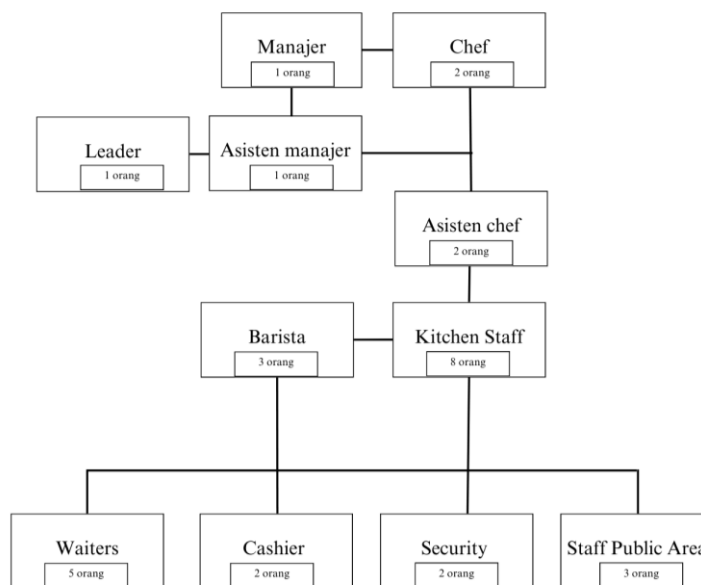 Manajer
1 orang
Chef
2 orang
Leader
1 orang
Asisten manajer
1 orang
Asisten chef
2 orang
Barista
3 orang
Kitchen Staff
8 orang
Waiters
5 orang
Cashier
2 orang
Security
2 orang
Staff Public Area
3 orang